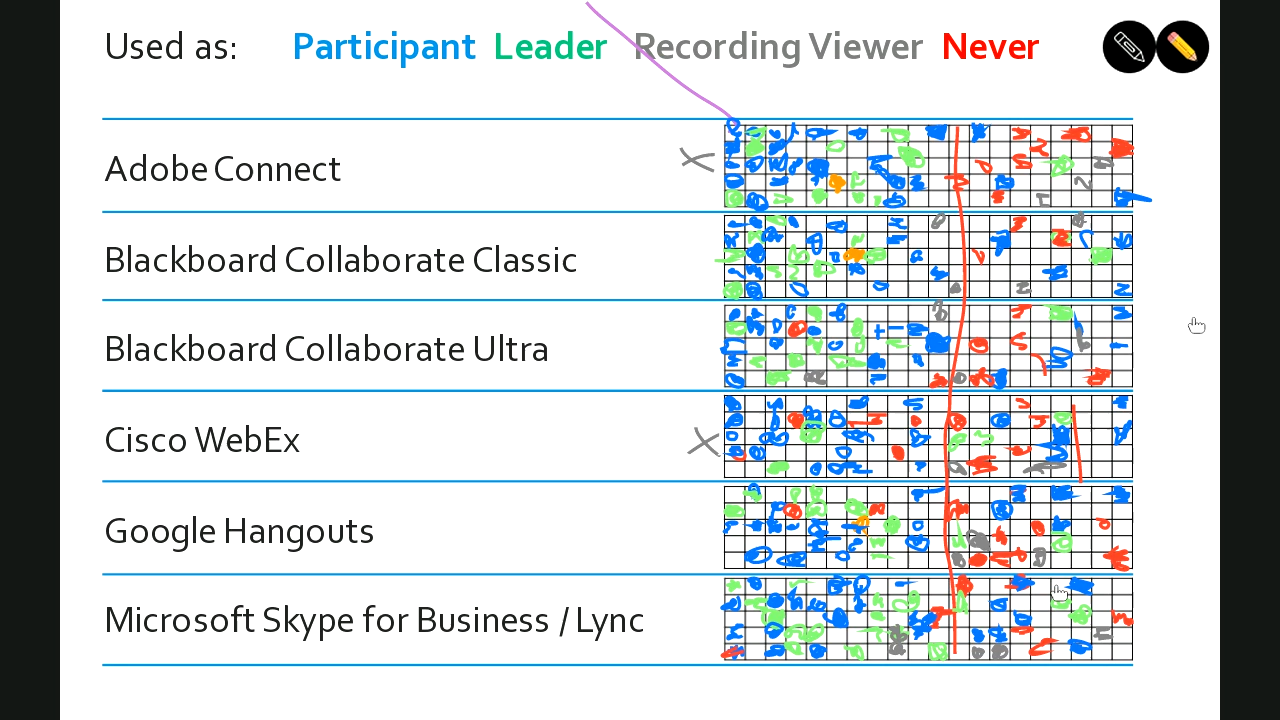 Used as: Participant Leader Recording Viewer Never
Adobe Connect
Blackboard Collaborate Classic
Blackboard Collaborate Ultra
Cisco WebEx
Google Hangouts
Microsoft Skype for Business / Lync